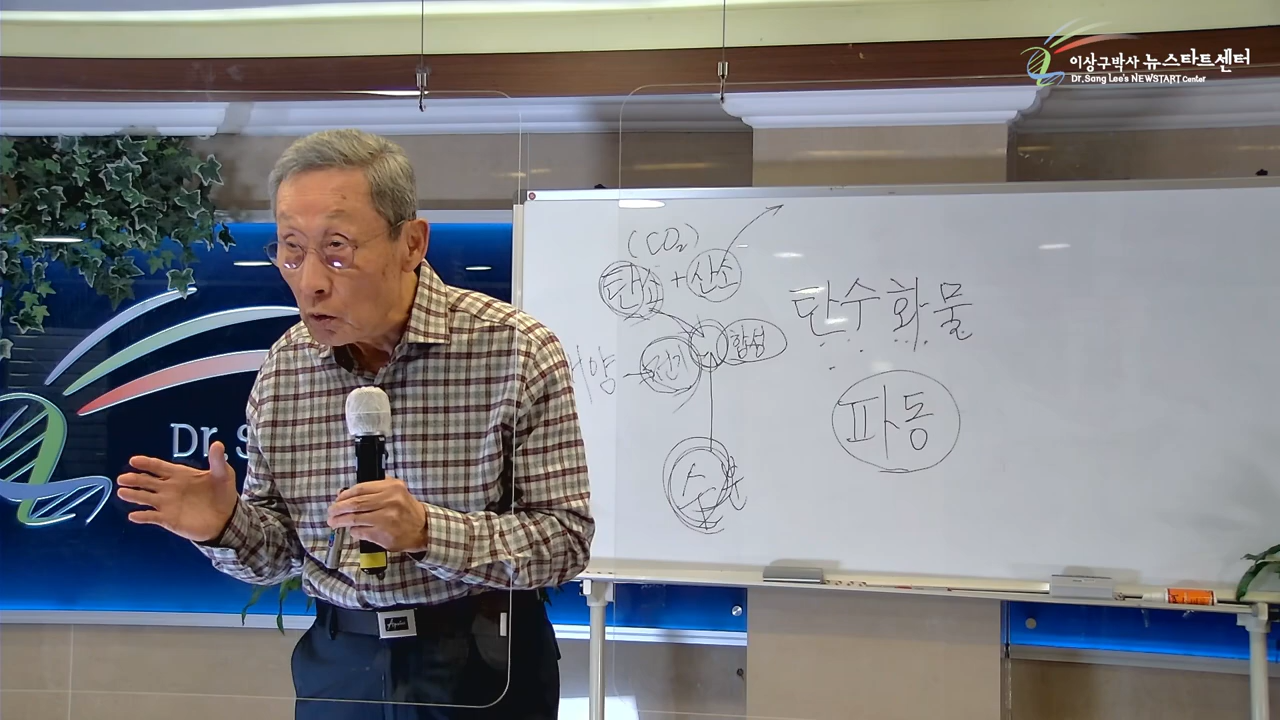 이상구박사 뉴스타트센터
Dr.Sang Lee's NEWSTART Center
(CO₂)
탄소 + 산소
탄수화물
전기 합성
파동
Dr. S